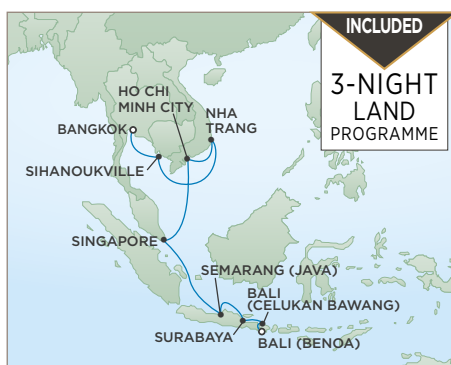 INCLUDED
3-NIGHT
LAND
PROGRAMME
HO CHI
MINH CITY
NHA
TRANG
BANGKOK
SIHANOUKVILLE
SINGAPORE
SEMARANG (JAVA)
BALI
(CELUKAN BAWANG)
SURABAYA
BALI (BENOA)